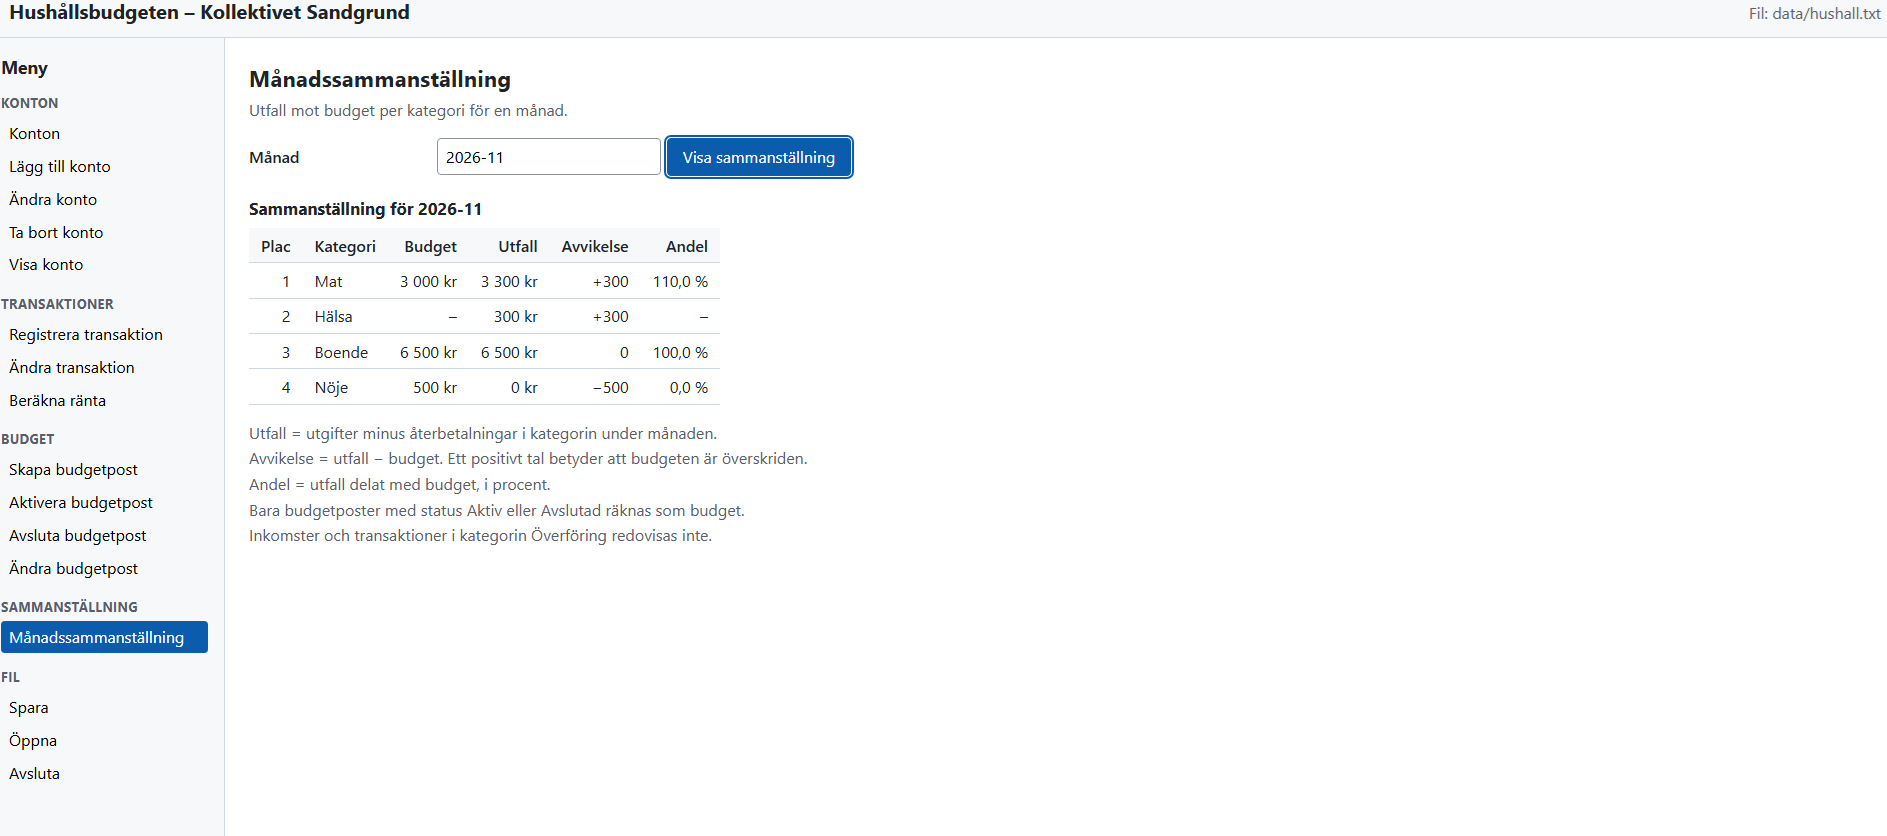 Hushållsbudgeten – Kollektivet Sandgrund
Fil: data/hushall.txt
Meny
KONTON
Konton
Lägg till konto
Ändra konto
Ta bort konto
Visa konto
TRANSAKTIONER
Registrera transaktion
Ändra transaktion
Beräkna ränta
BUDGET
Skapa budgetpost
Aktivera budgetpost
Avsluta budgetpost
Ändra budgetpost
SAMMANSTÄLLNING
Månadssammanställning
FIL
Spara
Öppna
Avsluta
Månadssammanställning
Utfall mot budget per kategori för en månad.
Månad 2026-11 Visa sammanställning
Sammanställning för 2026-11
Plac Kategori Budget Utfall Avvikelse Andel
1 Mat 3 000 kr 3 300 kr +300 110,0 %
2 Hälsa – 300 kr +300 –
3 Boende 6 500 kr 6 500 kr 0 100,0 %
4 Nöje 500 kr 0 kr −500 0,0 %
Utfall = utgifter minus återbetalningar i kategorin under månaden.
Avvikelse = utfall − budget. Ett positivt tal betyder att budgeten är överskriden.
Andel = utfall delat med budget, i procent.
Bara budgetposter med status Aktiv eller Avslutad räknas som budget.
Inkomster och transaktioner i kategorin Överföring redovisas inte.